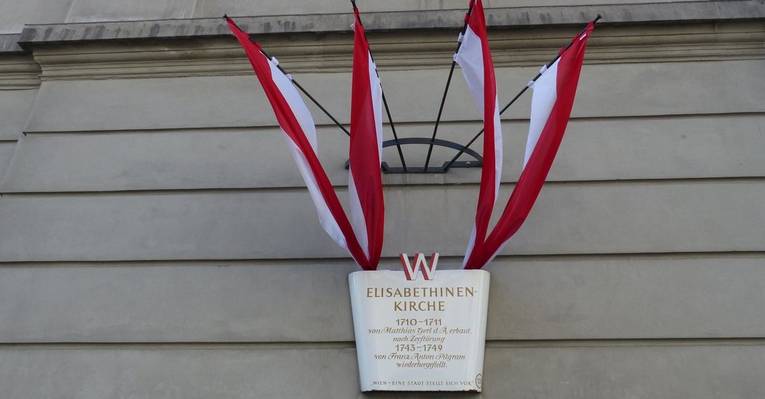 W
ELISABETHINEN-
KIRCHE
1710-1711
von Matthias Gerl d. Ä. erbaut
nach Zerstörung
1743-1749
von Franz Anton Pilgram
wiederhergestellt.
WIEN - EINE STADT STELLT SICH VOR